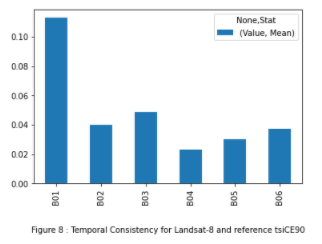 None,Stat
(Value, Mean)
0.10
0.08
0.06
0.04
0.02
0.00
B01
B02
B03
B04
B05
B06
Figure 8 : Temporal Consistency for Landsat-8 and reference tsiCE90